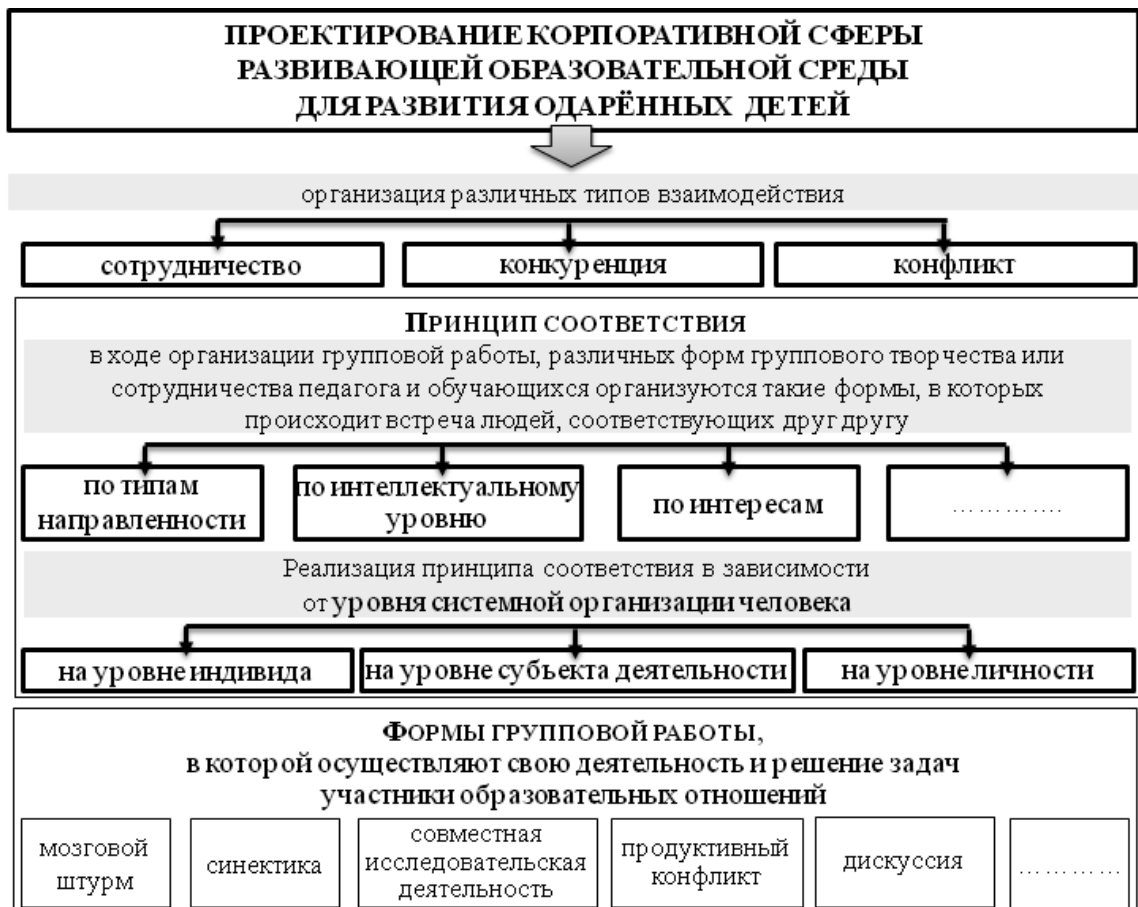 ПРОЕКТИРОВАНИЕ КОРПОРАТИВНОЙ СФЕРЫ
РАЗВИВАЮЩЕЙ ОБРАЗОВАТЕЛЬНОЙ СРЕДЫ
ДЛЯ РАЗВИТИЯ ОДАРЁННЫХ ДЕТЕЙ
организация различных типов взаимодействия
сотрудничество
конкуренция
конфликт
ПРИНЦИП СООТВЕТСТВИЯ
в ходе организации групповой работы, различных форм группового творчества или
сотрудничества педагога и обучающихся организуются такие формы, в которых
происходит встреча людей, соответствующих друг другу
по типам
направленности
по интеллектуальному
уровню
по интересам
………….
Реализация принципа соответствия в зависимости
от уровня системной организации человека
на уровне индивида
на уровне субъекта деятельности
на уровне личности
ФОРМЫ ГРУППОВОЙ РАБОТЫ,
в которой осуществляют свою деятельность и решение задач
участники образовательных отношений
мозговой
штурм
синектика
совместная
исследовательская
деятельность
продуктивный
конфликт
дискуссия
…………